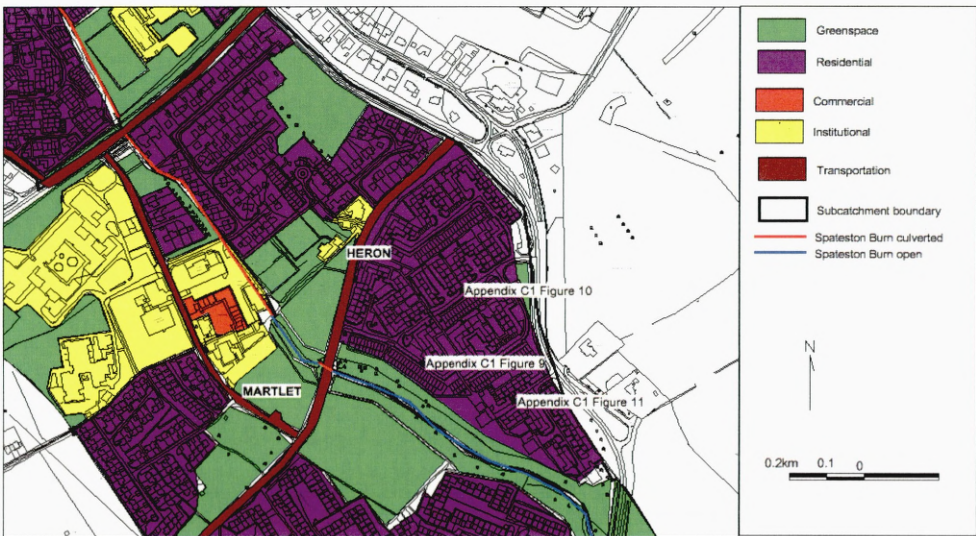 HERON
Appendix C1 Figure 10
Appendix C1 Figure 9
MARTLET
Appendix C1 Figure 11
Greenspace
Residential
Commercial
Institutional
Transportation
Subcatchment boundary
Spateston Burn culverted
Spateston Burn open
N
0.2km 0.1 0